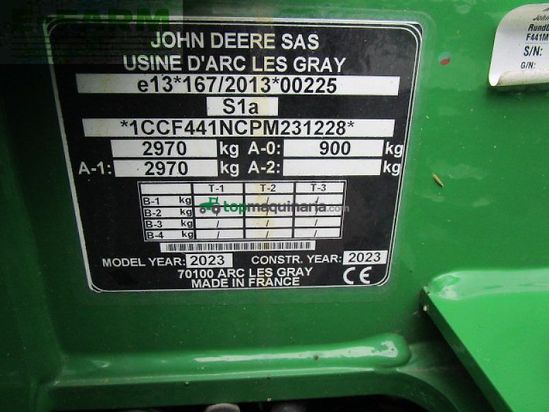 JOHN DEERE SAS
USINE D'ARC LES GRAY
e13*167/2013*00225
S1a
*1CCF441NCPM231228*
2970 kg A-0: 900 kg
A-1: 2970 kg A-2: kg
T-1 T-2 T-3
B-1 kg / / /
B-2 kg / / /
B-3 kg / / /
B-4 kg / / /
topmaquinaria.com
MODEL YEAR: 2023 CONSTR. YEAR: 2023
70100 ARC LES GRAY
MADE IN FRANCE CE
John
F441M
S/N:
G/N: